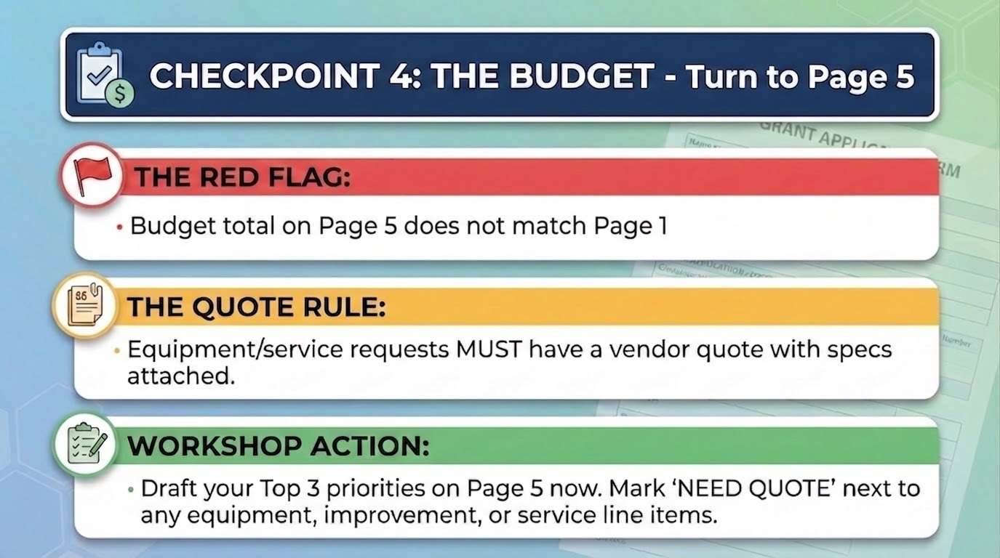 CHECKPOINT 4: THE BUDGET - Turn to Page 5
GRANT APPLIC
RM
THE RED FLAG:
• Budget total on Page 5 does not match Page 1
THE QUOTE RULE:
• Equipment/service requests MUST have a vendor quote with specs
attached.
Number
WORKSHOP ACTION:
• Draft your Top 3 priorities on Page 5 now. Mark ‘NEED QUOTE’ next to
any equipment, improvement, or service line items.